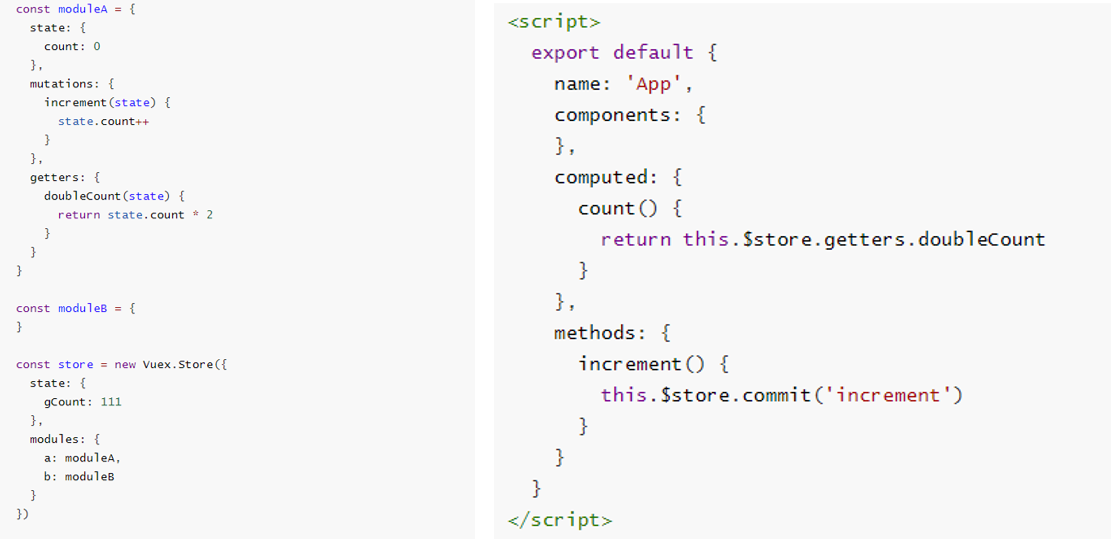 const moduleA = {
  state: {
    count: 0
  },
  mutations: {
    increment(state) {
      state.count++
    }
  },
  getters: {
    doubleCount(state) {
      return state.count * 2
    }
  }
}

const moduleB = {
}

const store = new Vuex.Store({
  state: {
    gCount: 111
  },
  modules: {
    a: moduleA,
    b: moduleB
  }
})
<script>
  export default {
    name: 'App',
    components: {
    },
    computed: {
      count() {
        return this.$store.getters.doubleCount
      }
    },
    methods: {
      increment() {
        this.$store.commit('increment')
      }
    }
  }
</script>